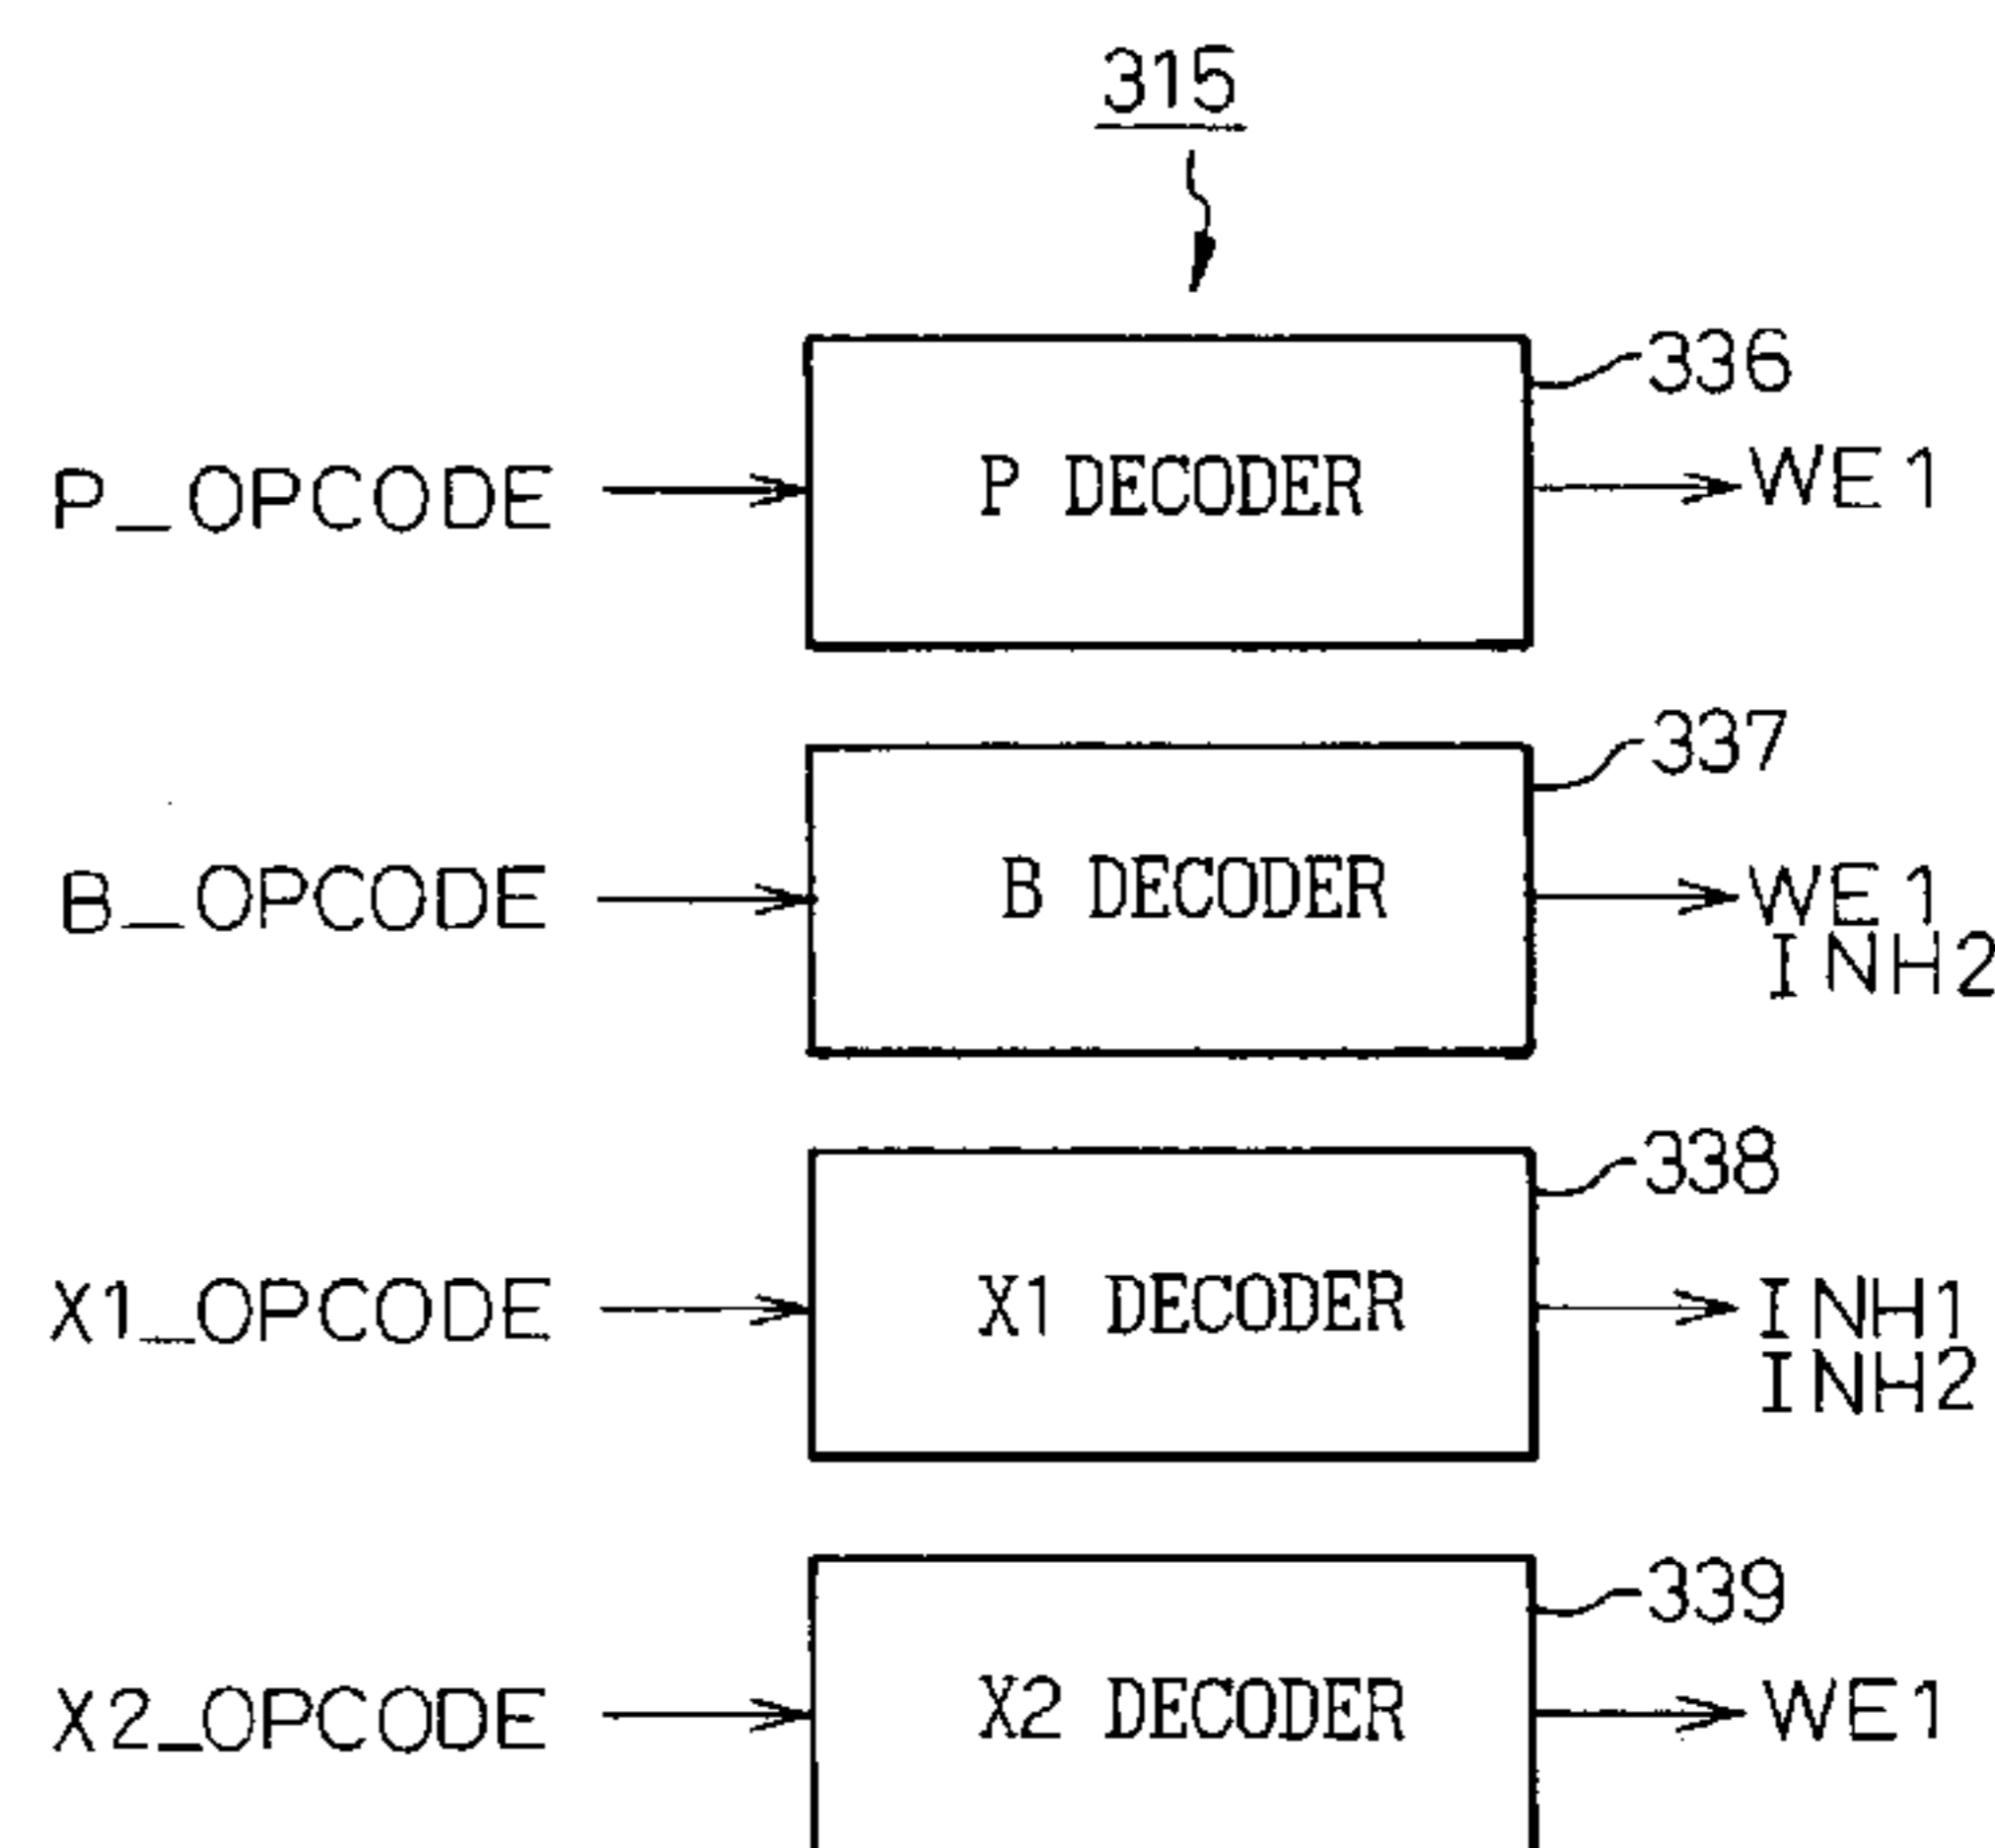 315
336
P_OPCODE P DECODER WE1
337
B_OPCODE B DECODER WE1
INH2
338
X1_OPCODE X1 DECODER INH1
INH2
339
X2_OPCODE X2 DECODER WE1